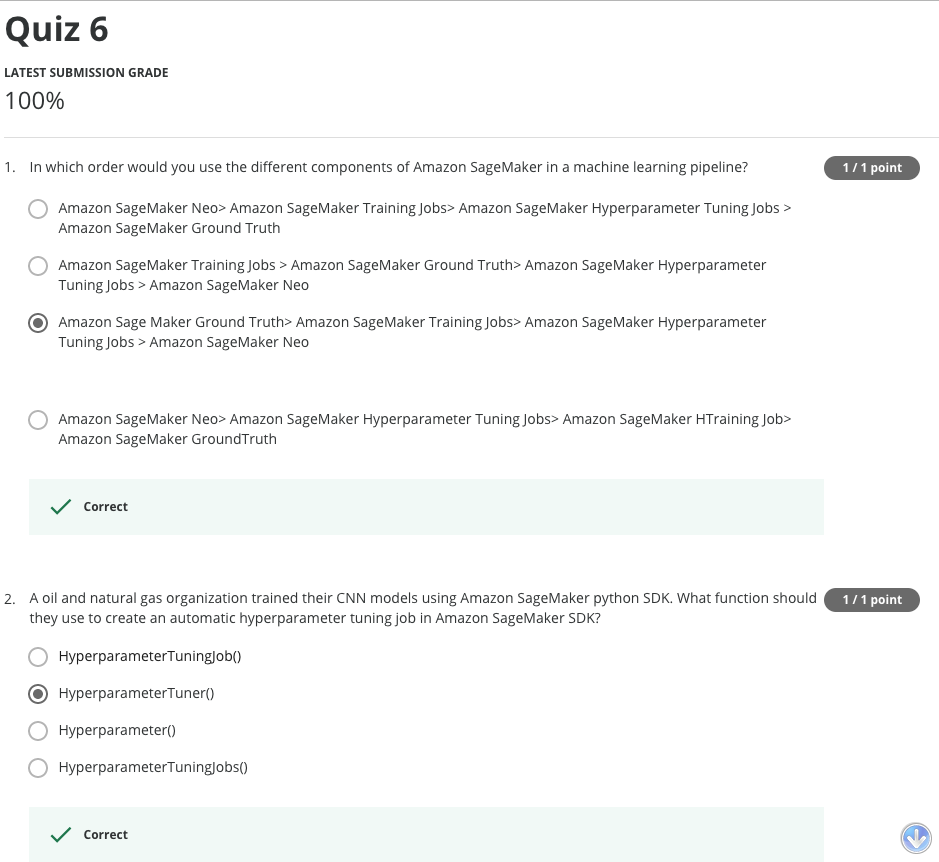 Quiz 6
LATEST SUBMISSION GRADE
100%
1. In which order would you use the different components of Amazon SageMaker in a machine learning pipeline?
1 / 1 point
Amazon SageMaker Neo> Amazon SageMaker Training Jobs> Amazon SageMaker Hyperparameter Tuning Jobs >
Amazon SageMaker Ground Truth
Amazon SageMaker Training Jobs > Amazon SageMaker Ground Truth> Amazon SageMaker Hyperparameter
Tuning Jobs > Amazon SageMaker Neo
Amazon Sage Maker Ground Truth> Amazon SageMaker Training Jobs> Amazon SageMaker Hyperparameter
Tuning Jobs > Amazon SageMaker Neo
Amazon SageMaker Neo> Amazon SageMaker Hyperparameter Tuning Jobs> Amazon SageMaker HTraining Job>
Amazon SageMaker GroundTruth
Correct
2. A oil and natural gas organization trained their CNN models using Amazon SageMaker python SDK. What function should
1 / 1 point
they use to create an automatic hyperparameter tuning job in Amazon SageMaker SDK?
HyperparameterTuningJob()
HyperparameterTuner()
Hyperparameter()
HyperparameterTuningJobs()
Correct